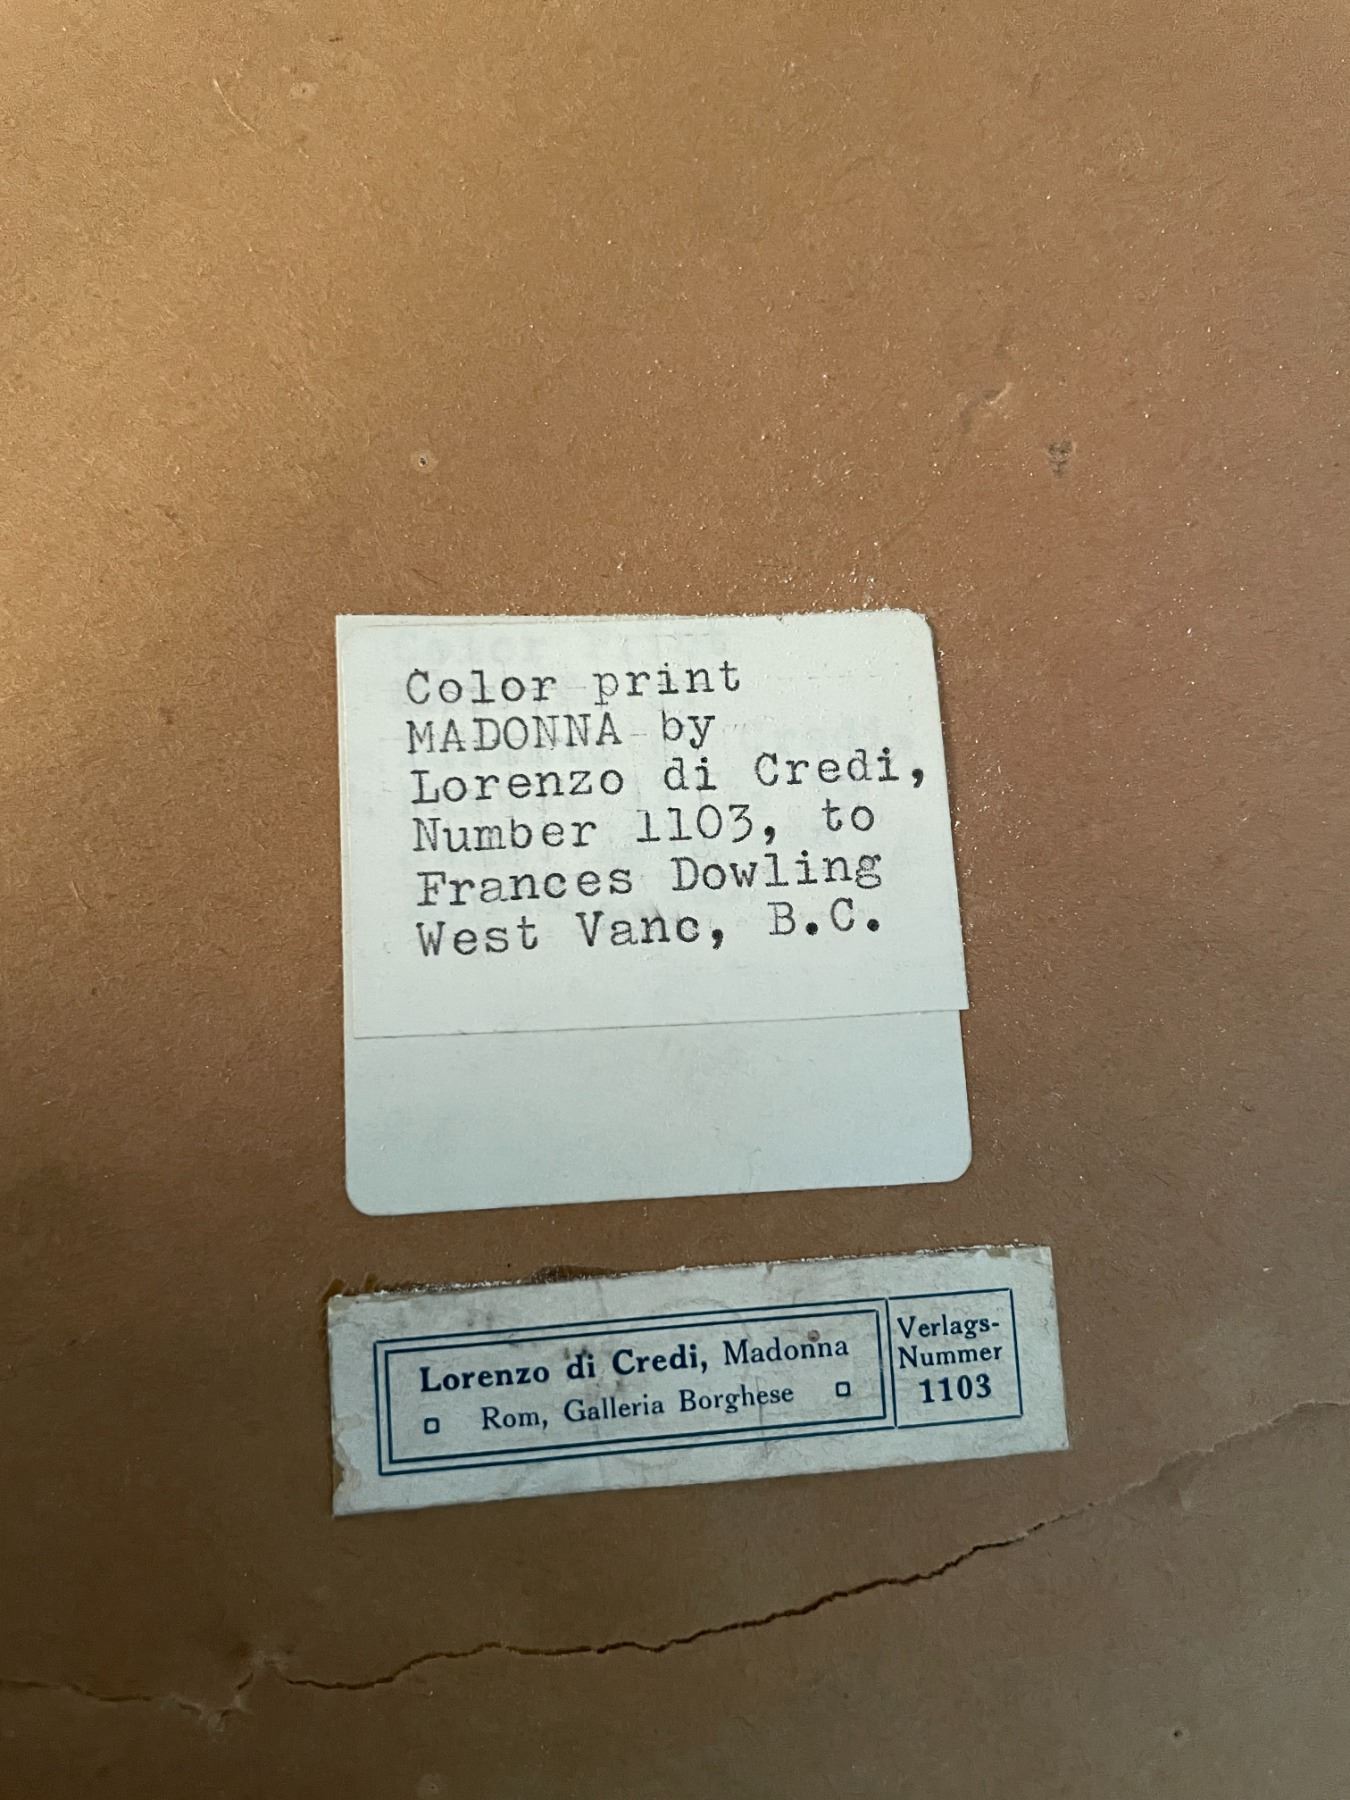 Color print
MADONNA by
Lorenzo di Credi,
Number 1103, to
Frances Dowling
West Vanc, B.C.
Lorenzo di Credi, Madonna
Rom, Galleria Borghese
Verlags-
Nummer
1103